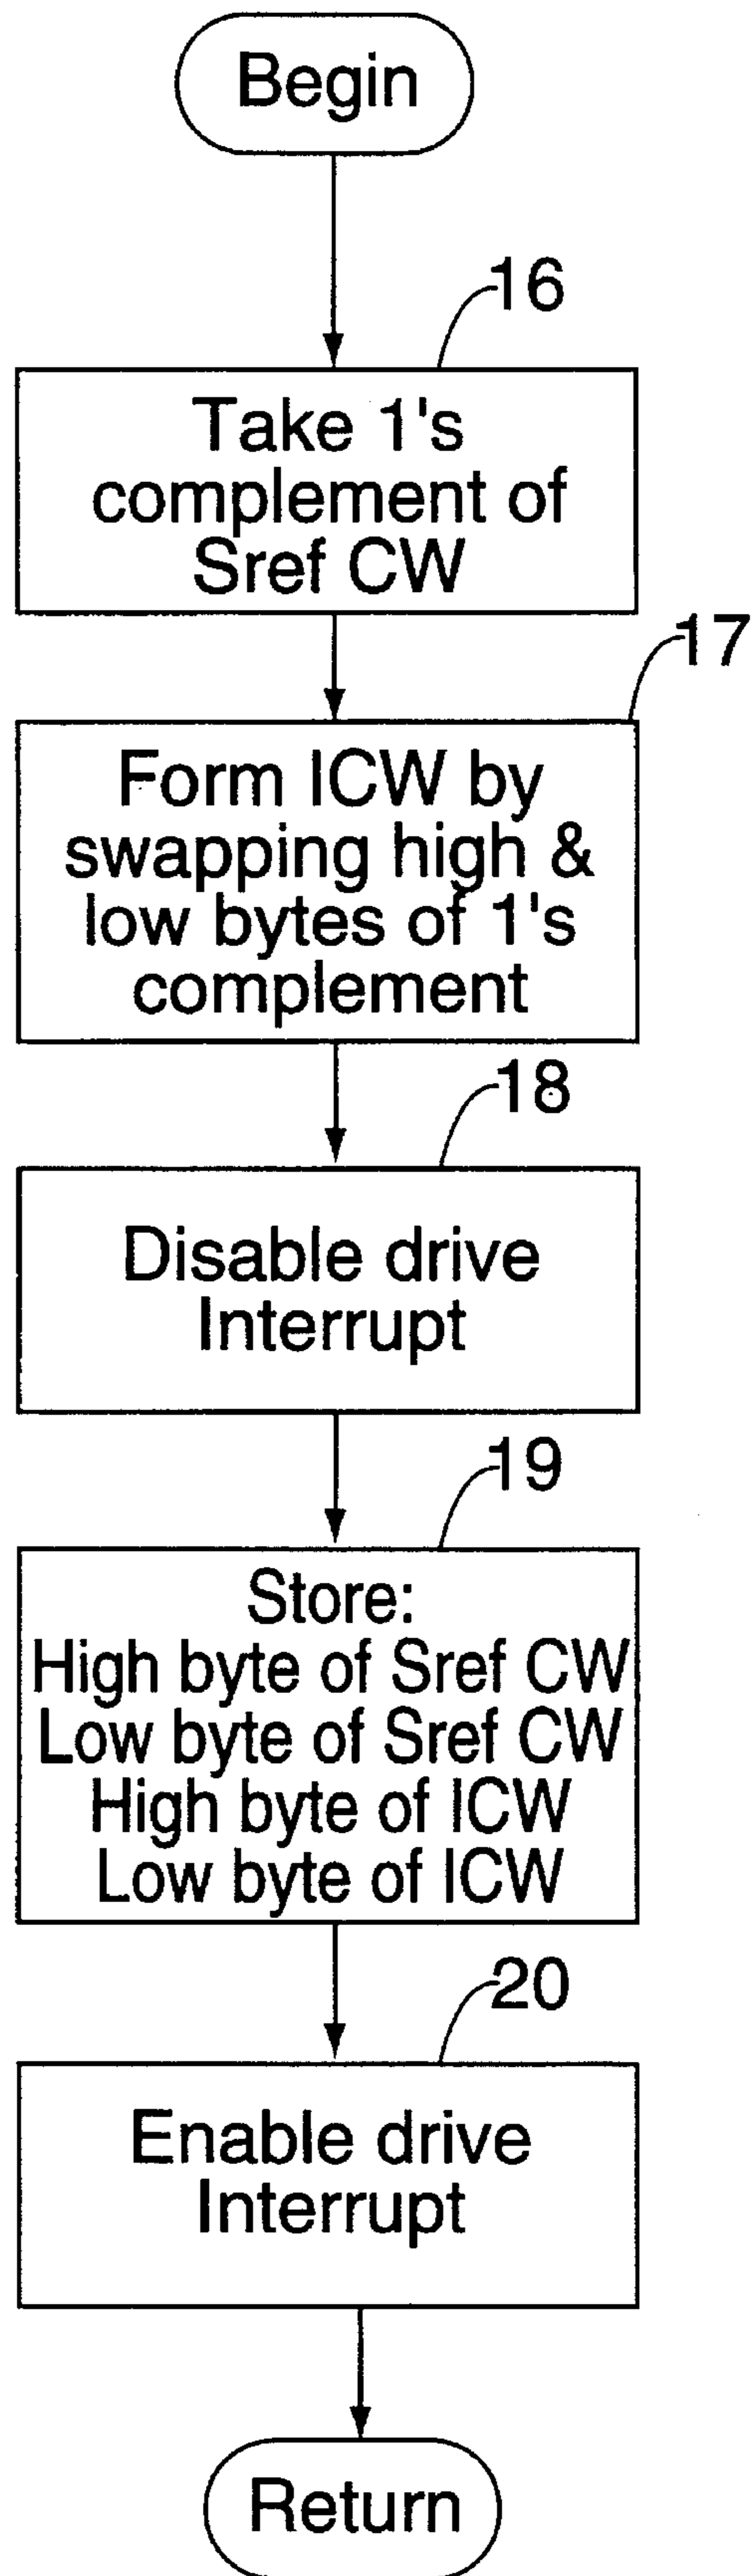 Begin
16
Take 1's
complement of
Sref CW
17
Form ICW by
swapping high &
low bytes of 1's
complement
18
Disable drive
Interrupt
19
Store:
High byte of Sref CW
Low byte of Sref CW
High byte of ICW
Low byte of ICW
20
Enable drive
Interrupt
Return